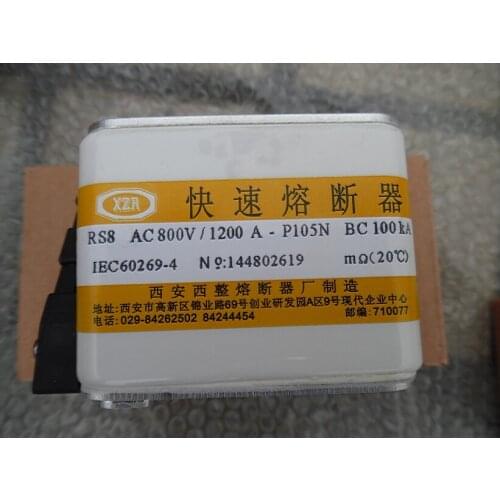 XZR 快速熔断器
RS8 AC 800V / 1200 A - P105N BC 100 kA
IEC60269-4 Nº:144802619 mΩ(20℃)
西安西整熔断器厂制造
地址:西安市高新区锦业路69号创业研发园A区9号现代企业中心
电话: 029-84262502 84244454 邮编: 710077